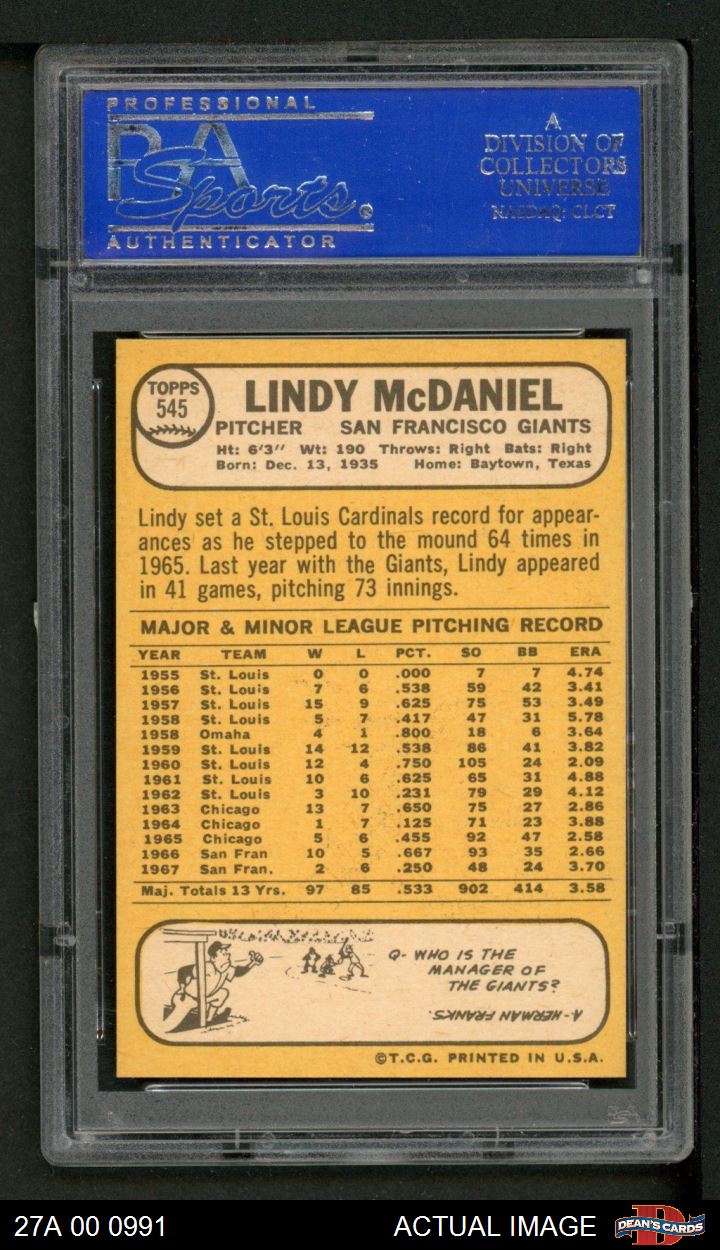 PROFESSIONAL
PSA
Sports®
AUTHENTICATOR
A
DIVISION OF
COLLECTORS
UNIVERSE
NASDAQ: CLCT
TOPPS
545
LINDY McDANIEL
PITCHER SAN FRANCISCO GIANTS
Ht: 6'3" Wt: 190 Throws: Right Bats: Right
Born: Dec. 13, 1935 Home: Baytown, Texas
Lindy set a St. Louis Cardinals record for appear-
ances as he stepped to the mound 64 times in
1965. Last year with the Giants, Lindy appeared
in 41 games, pitching 73 innings.
MAJOR & MINOR LEAGUE PITCHING RECORD
YEAR TEAM W L PCT. SO BB ERA
1955 St. Louis 0 0 .000 7 7 4.74
1956 St. Louis 7 6 .538 59 42 3.41
1957 St. Louis 15 9 .625 75 53 3.49
1958 St. Louis 5 7 .417 47 31 5.78
1958 Omaha 4 1 .800 18 6 3.64
1959 St. Louis 14 12 .538 86 41 3.82
1960 St. Louis 12 4 .750 105 24 2.09
1961 St. Louis 10 6 .625 65 31 4.88
1962 St. Louis 3 10 .231 79 29 4.12
1963 Chicago 13 7 .650 75 27 2.86
1964 Chicago 1 7 .125 71 23 3.88
1965 Chicago 5 6 .455 92 47 2.58
1966 San Fran 10 5 .667 93 35 2.66
1967 San Fran. 2 6 .250 48 24 3.70
Maj. Totals 13 Yrs. 97 85 .533 902 414 3.58
Q- WHO IS THE
MANAGER OF
THE GIANTS?
A- HERMAN FRANKS.
©T.C.G. PRINTED IN U.S.A.
PSA
27A 00 0991 ACTUAL IMAGE
D
DEAN'S CARDS